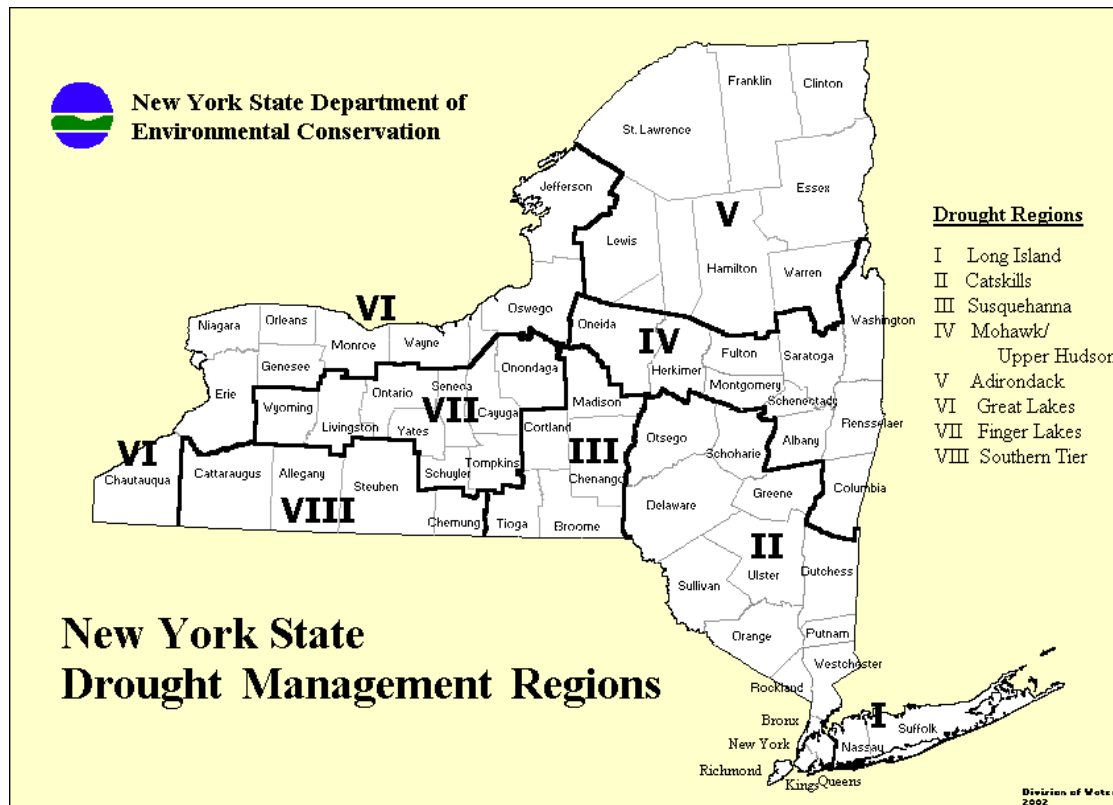 New York State Department of
Environmental Conservation
Franklin
Clinton
St. Lawrence
Jefferson
Essex
V
Lewis
Hamilton
Warren
Drought Regions
I Long Island
II Catskills
III Susquehanna
IV Mohawk/
Upper Hudson
V Adirondack
VI Great Lakes
VII Finger Lakes
VIII Southern Tier
VI
Oswego
Oneida
Washington
Niagara
Orleans
Monroe
Wayne
IV
Fulton
Saratoga
Genesee
Onondaga
Herkimer
Montgomery
Erie
Wyoming
Ontario
Seneca
Madison
Schenectady
Livingston
VII
Cayuga
Yates
Cortland
Rensselaer
Otsego
Albany
VI
Chautauqua
Cattaraugus
Allegany
Steuben
Schuyler
Tompkins
III
Chenango
Schoharie
Columbia
VIII
Chemung
Tioga
Broome
Delaware
Greene
II
Ulster
Dutchess
Sullivan
Orange
Putnam
Westchester
Rockland
New York State
Drought Management Regions
Bronx
I
Suffolk
New York
Nassau
Richmond
Kings
Queens
Division of Wate
2002